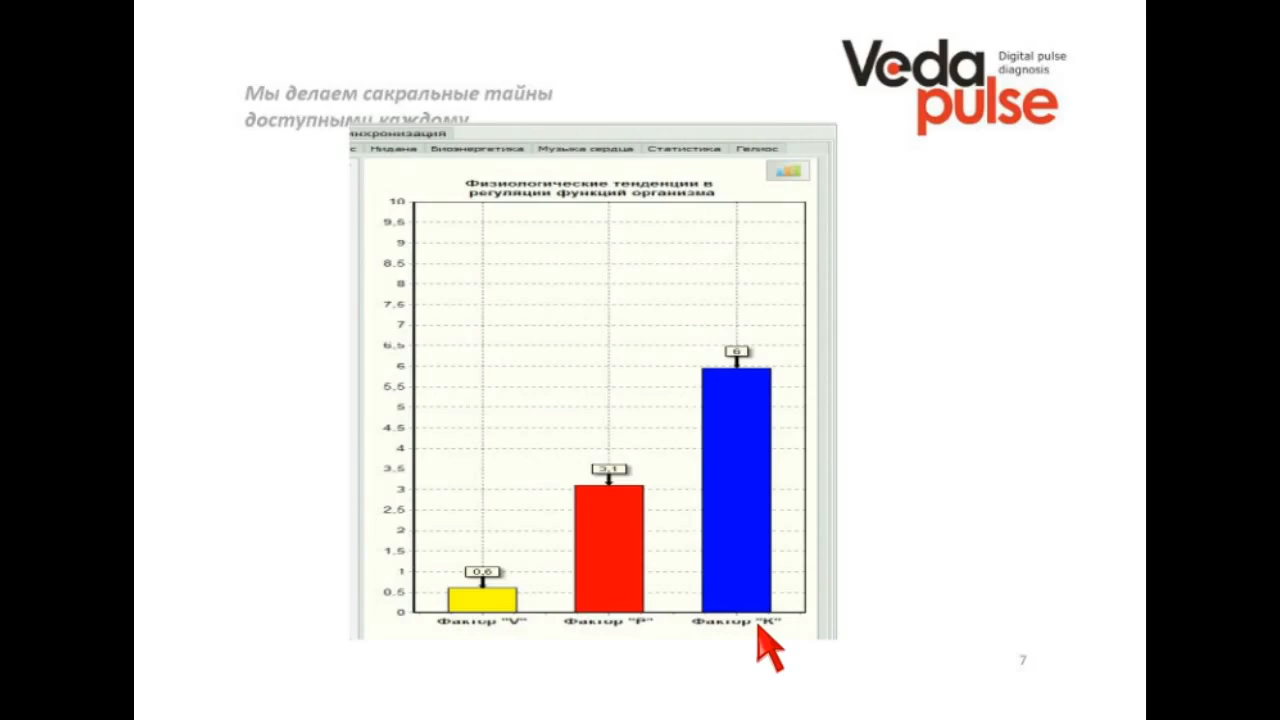 Veda
Digital pulse
diagnosis
pulse
Мы делаем сакральные тайны
доступными каждому
инхронизация
с Нидана Биоэнергетика Музыка сердца Статистика Гелиос
Физиологические тенденции в
регуляции функций организма
10
9,5
9
8,5
8
7,5
7
6,5
6
5,5
5
4,5
4
3,5
3
2,5
2
1,5
1
0,5
0
6
3,1
0,6
Фактор "V" Фактор "P" Фактор "K"
7